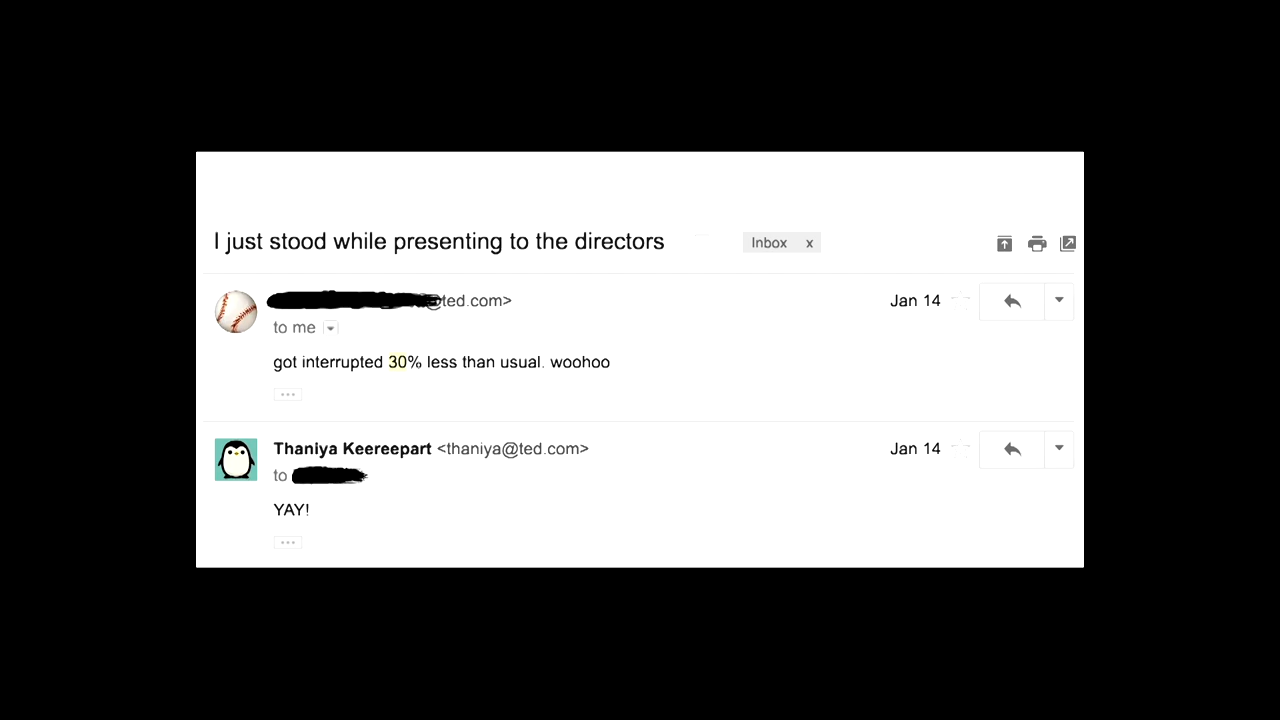 I just stood while presenting to the directors Inbox x
@ted.com> Jan 14
to me
got interrupted 30% less than usual. woohoo
Thaniya Keereepart <thaniya@ted.com> Jan 14
to
YAY!